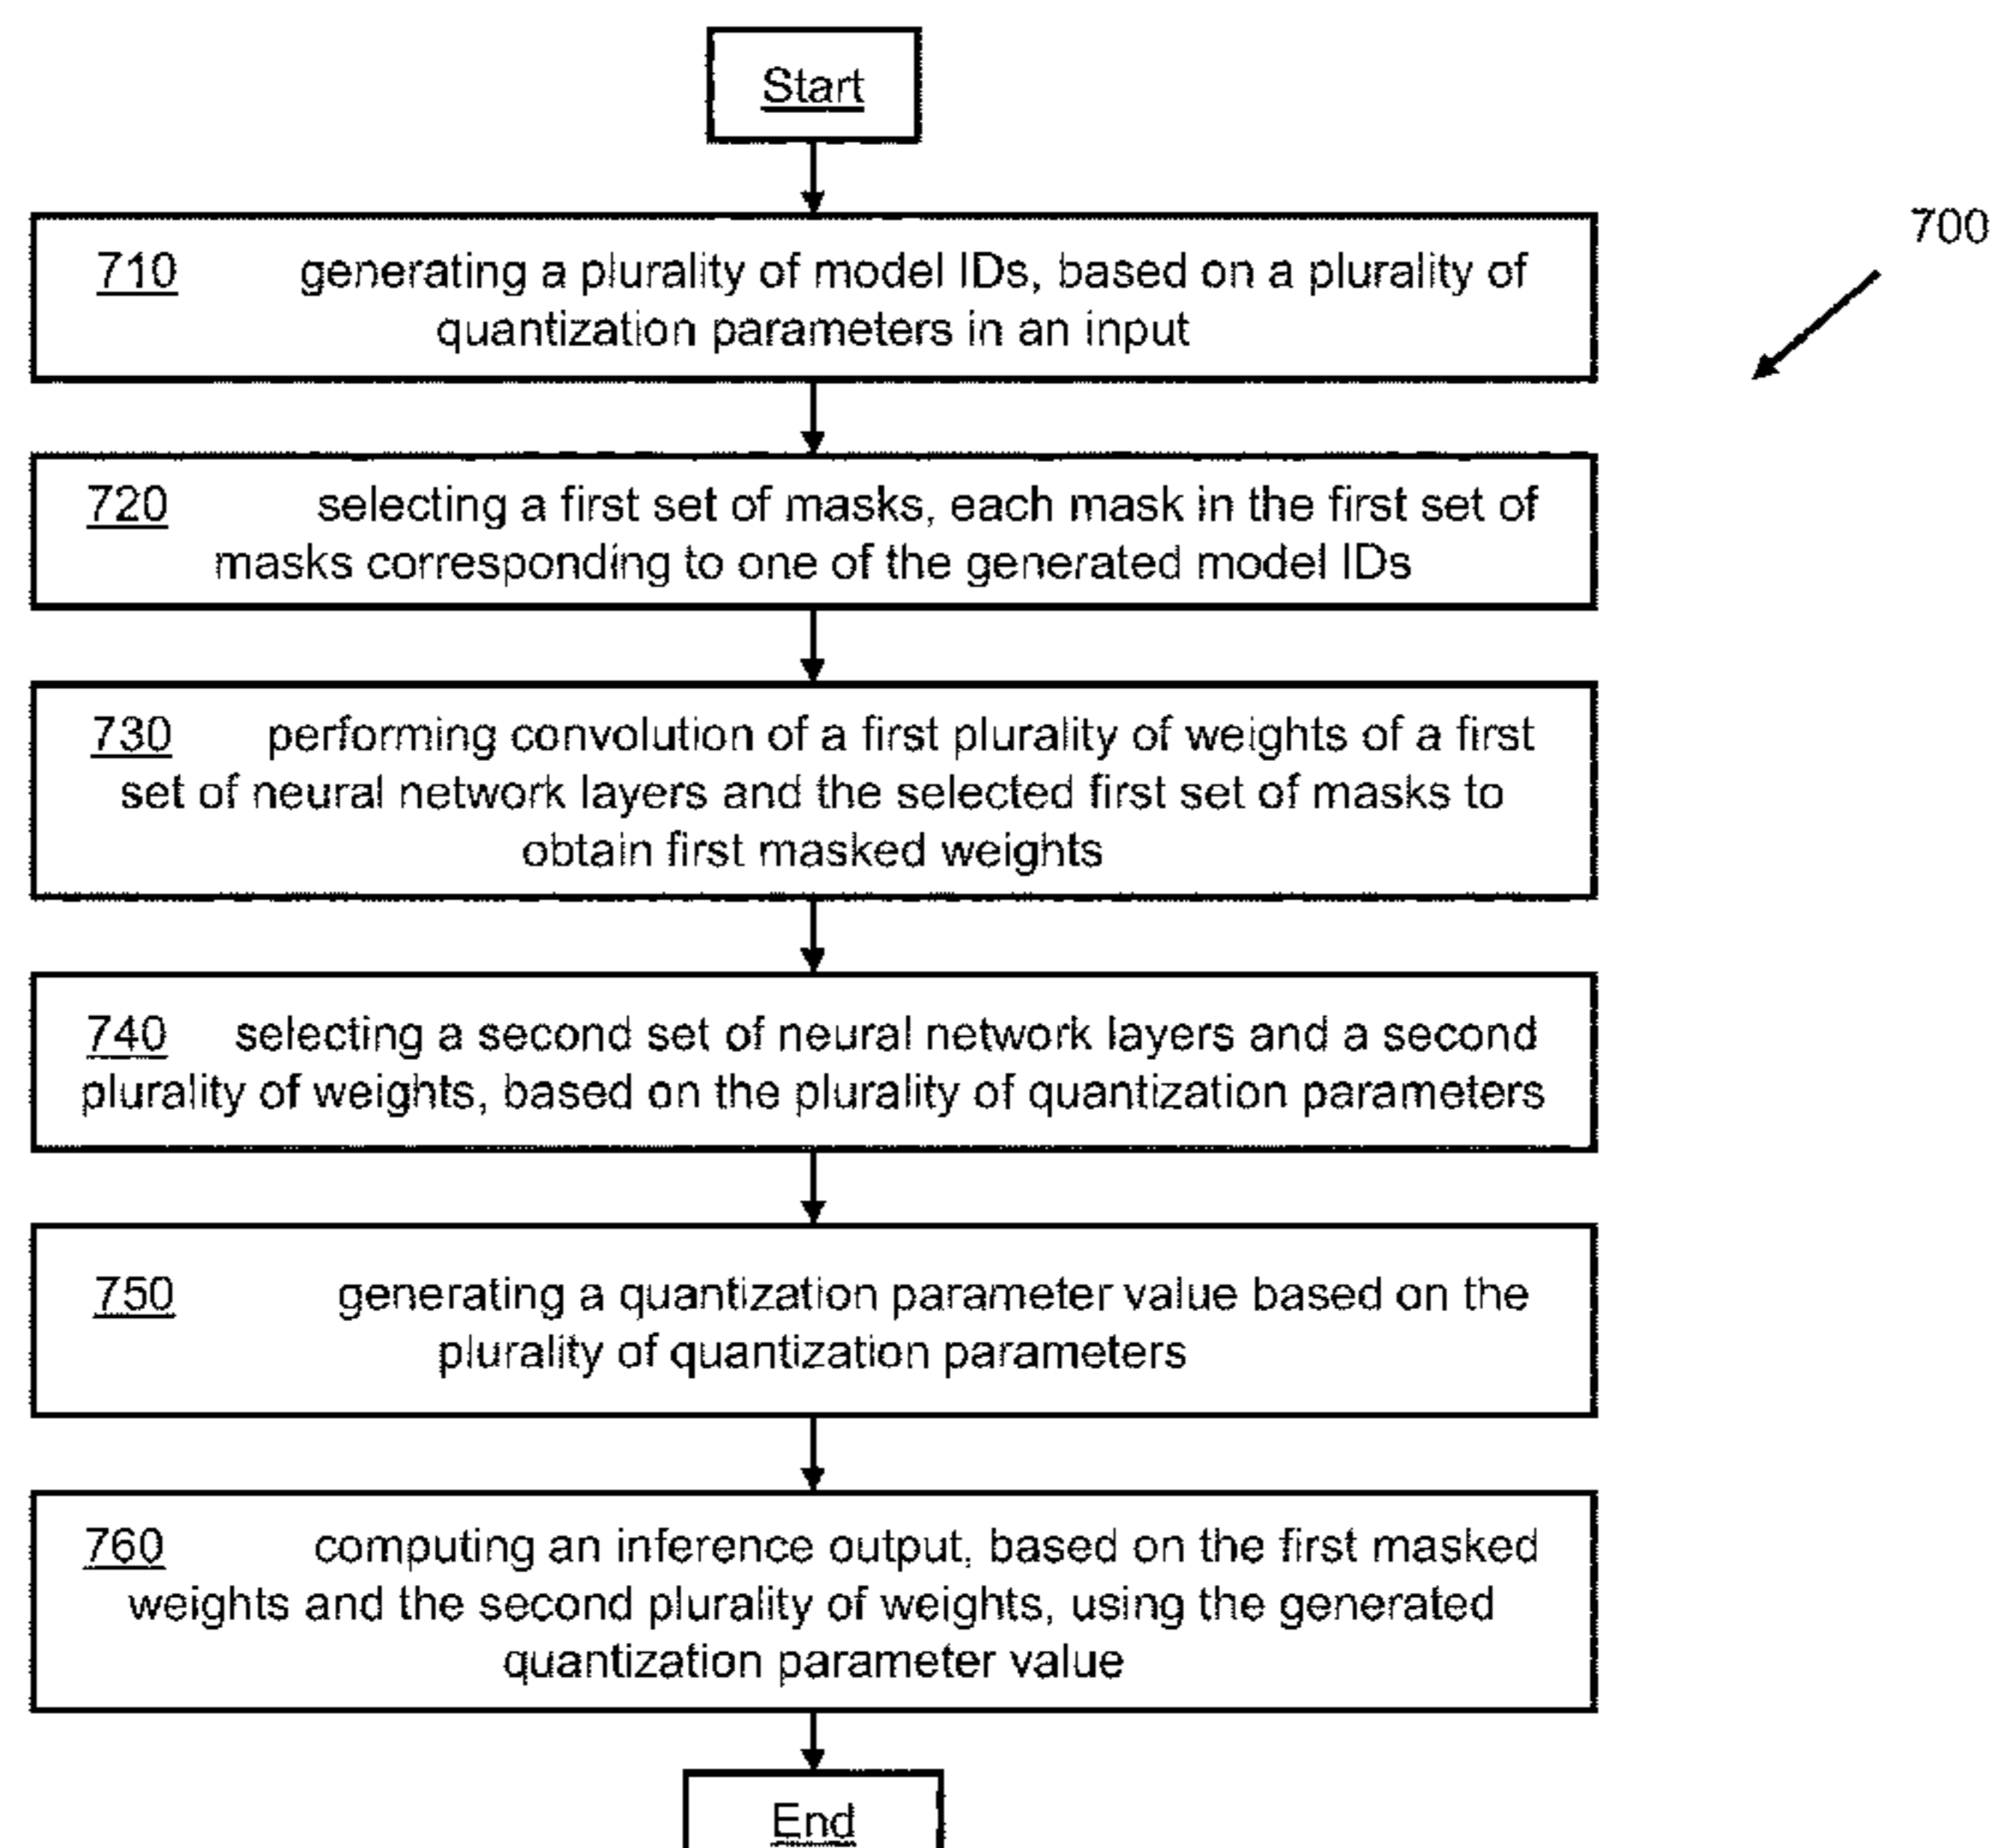 Start
700
710 generating a plurality of model IDs, based on a plurality of
quantization parameters in an input
720 selecting a first set of masks, each mask in the first set of
masks corresponding to one of the generated model IDs
730 performing convolution of a first plurality of weights of a first
set of neural network layers and the selected first set of masks to
obtain first masked weights
740 selecting a second set of neural network layers and a second
plurality of weights, based on the plurality of quantization parameters
750 generating a quantization parameter value based on the
plurality of quantization parameters
760 computing an inference output, based on the first masked
weights and the second plurality of weights, using the generated
quantization parameter value
End